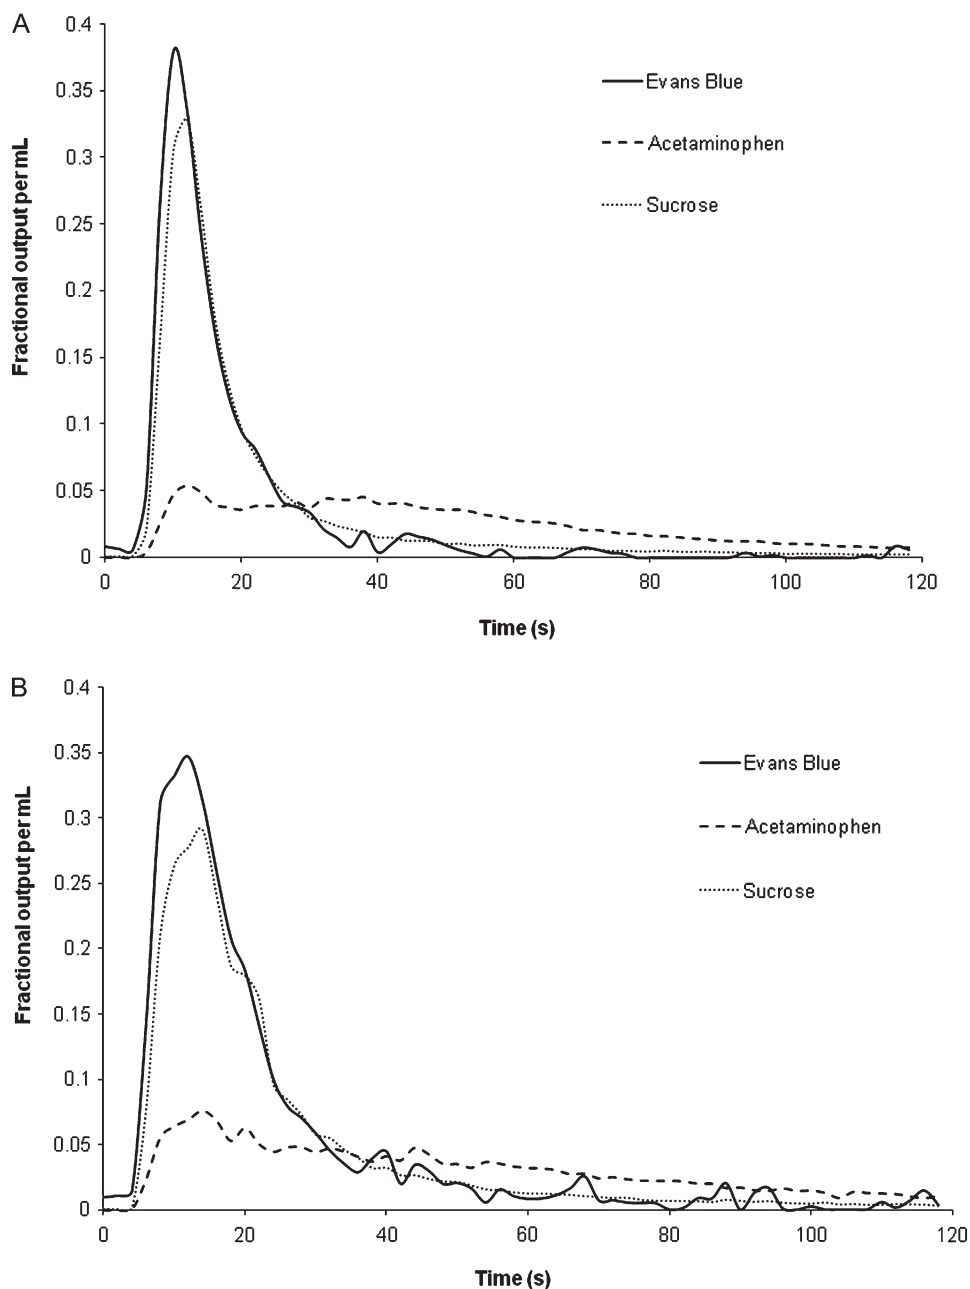 A
0.4
0.35
0.3
0.25
0.2
0.15
0.1
0.05
0
Fractional output per mL
Evans Blue
Acetaminophen
Sucrose
0 20 40 60 80 100 120
Time (s)
B
0.4
0.35
0.3
0.25
0.2
0.15
0.1
0.05
0
Fractional output per mL
Evans Blue
Acetaminophen
Sucrose
0 20 40 60 80 100 120
Time (s)